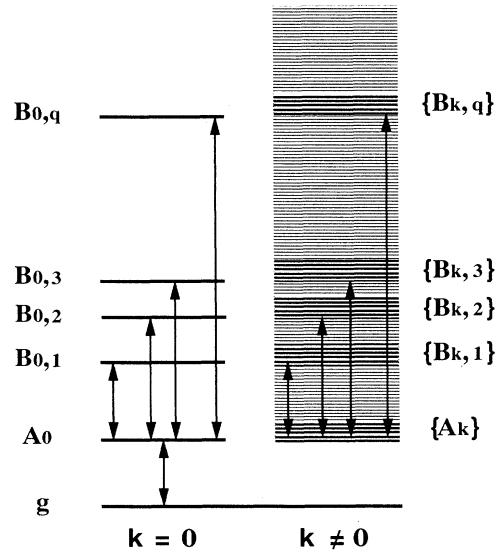 B0,q {Bk,q}
B0,3 {Bk,3}
B0,2 {Bk,2}
B0,1 {Bk,1}
A0 {Ak}
g
k = 0 k ≠ 0